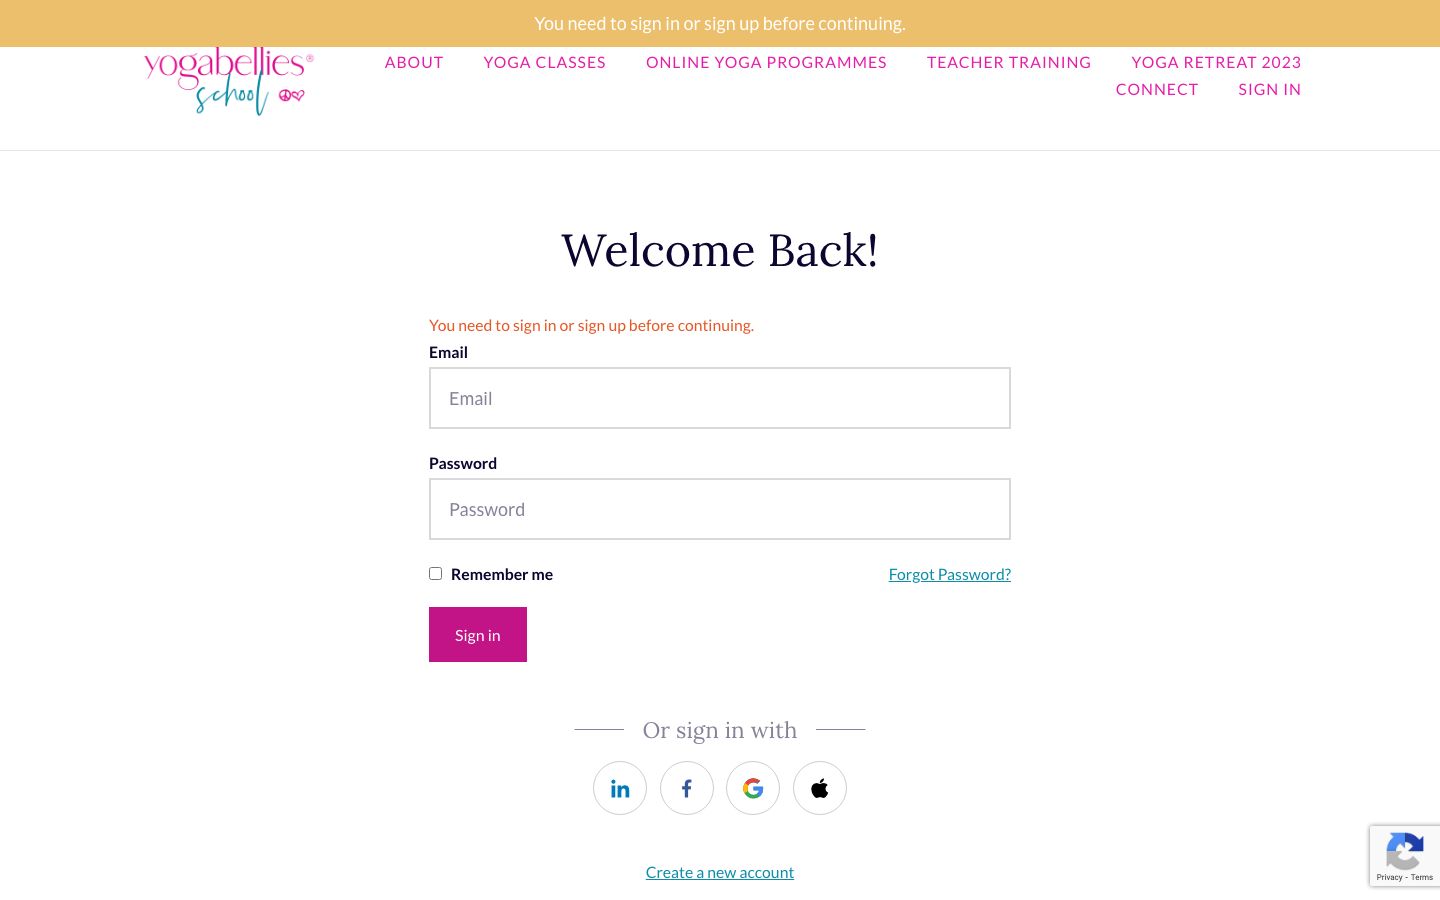 You need to sign in or sign up before continuing.
yogabellies®
school
ABOUT
YOGA CLASSES
ONLINE YOGA PROGRAMMES
TEACHER TRAINING
YOGA RETREAT 2023
CONNECT
SIGN IN
Welcome Back!
You need to sign in or sign up before continuing.
Email
Email
Password
Password
Remember me
Forgot Password?
Sign in
Or sign in with
Create a new account
Privacy - Terms